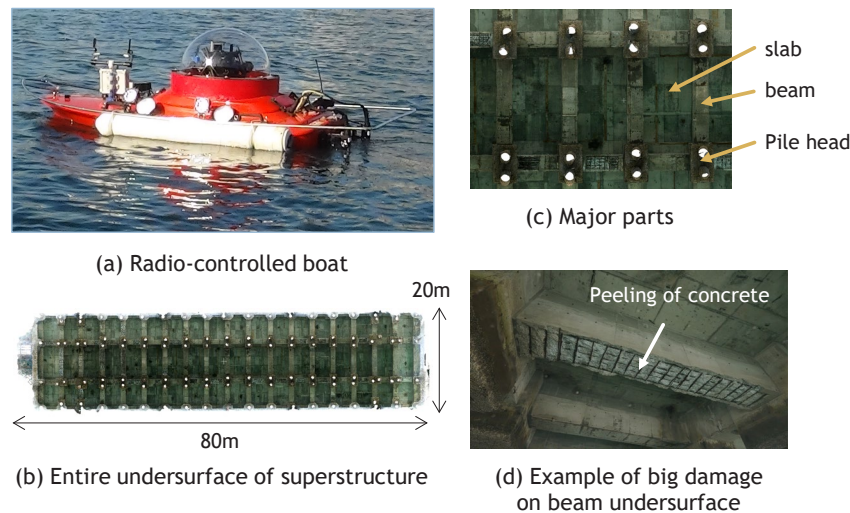 slab
beam
Pile head
(c) Major parts
(a) Radio-controlled boat
20m
80m
(b) Entire undersurface of superstructure
Peeling of concrete
(d) Example of big damage
on beam undersurface